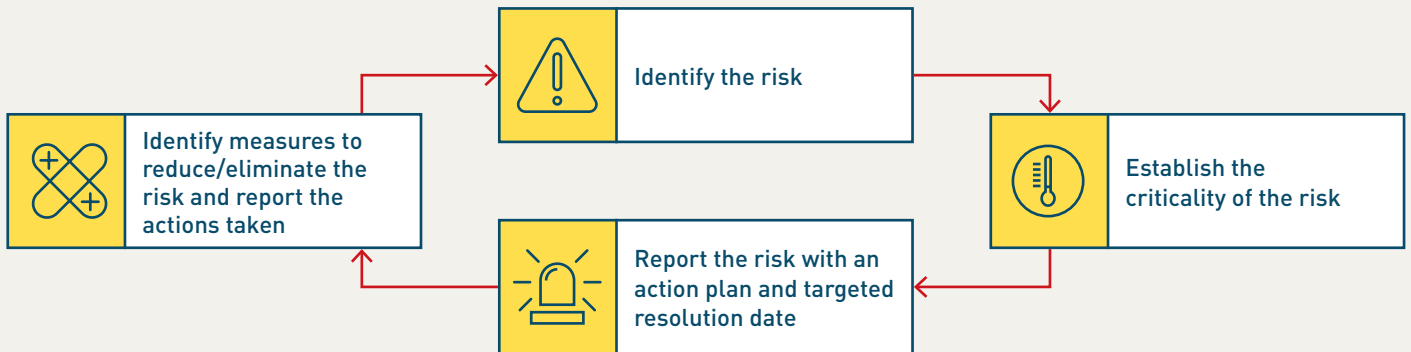 Identify the risk
Establish the
criticality of the risk
Report the risk with an
action plan and targeted
resolution date
Identify measures to
reduce/eliminate the
risk and report the
actions taken